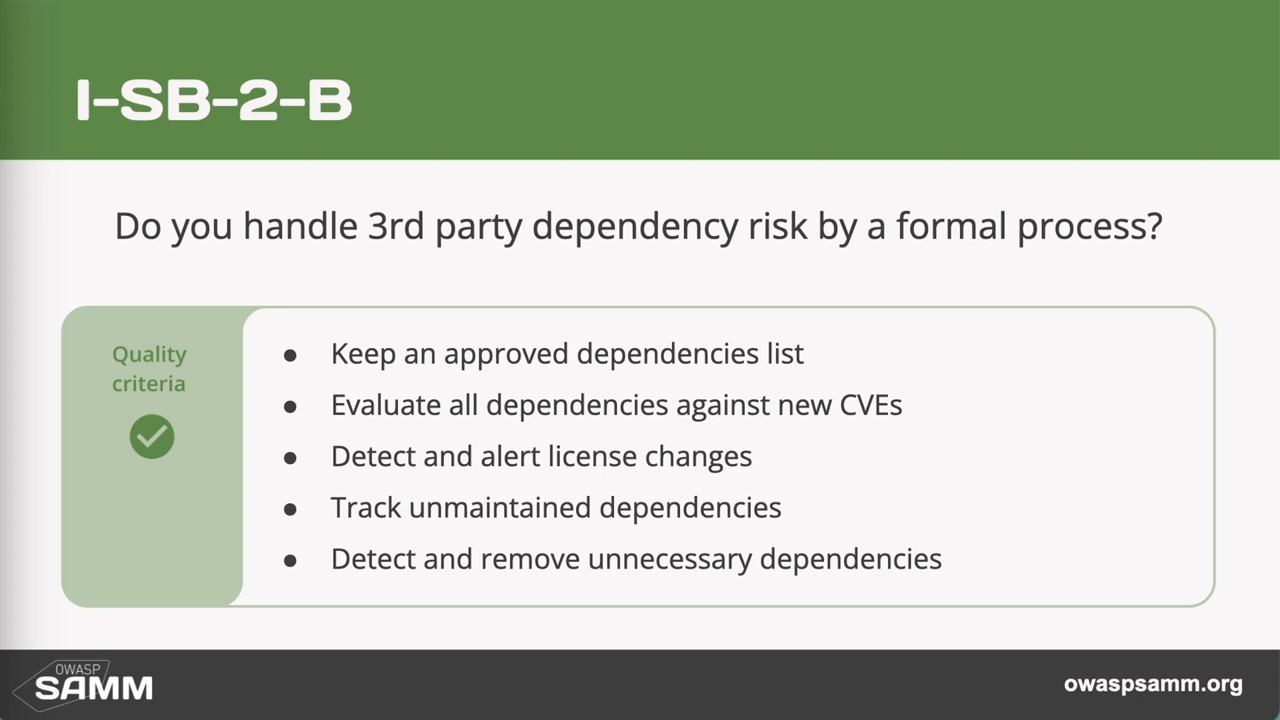 I-SB-2-B
Do you handle 3rd party dependency risk by a formal process?
Quality
criteria
● Keep an approved dependencies list
● Evaluate all dependencies against new CVEs
● Detect and alert license changes
● Track unmaintained dependencies
● Detect and remove unnecessary dependencies
OWASP
SAMM
owaspsamm.org